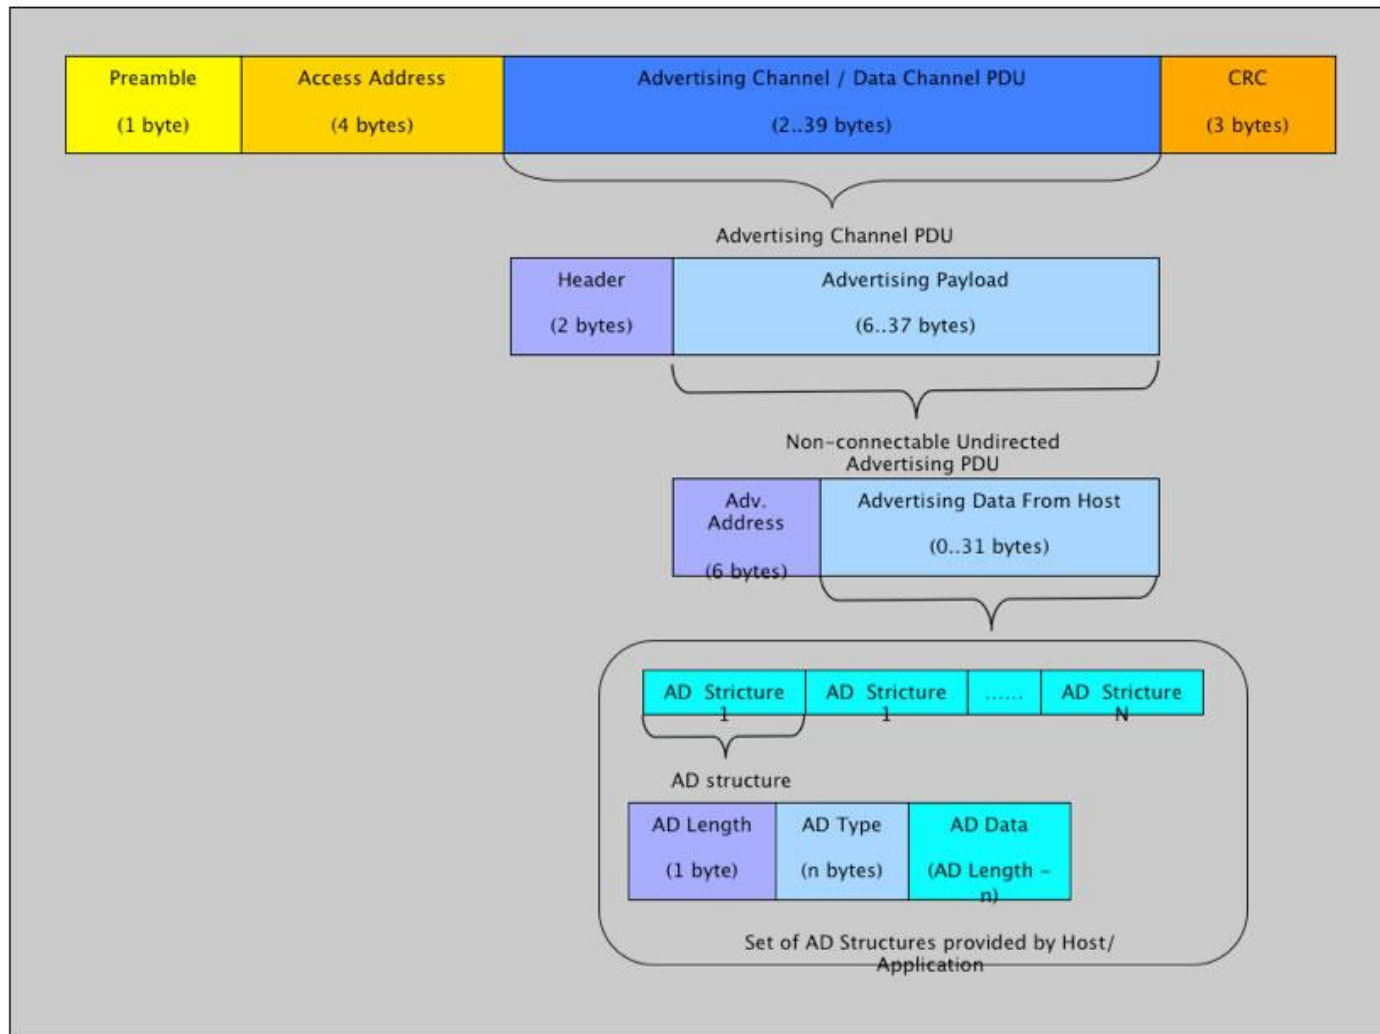 Preamble
(1 byte)
Access Address
(4 bytes)
Advertising Channel / Data Channel PDU
(2..39 bytes)
CRC
(3 bytes)
Advertising Channel PDU
Header
(2 bytes)
Advertising Payload
(6..37 bytes)
Non-connectable Undirected
Advertising PDU
Adv.
Address
(6 bytes)
Advertising Data From Host
(0..31 bytes)
AD Stricture
1
AD Stricture
1
......
AD Stricture
N
AD structure
AD Length
(1 byte)
AD Type
(n bytes)
AD Data
(AD Length -
n)
Set of AD Structures provided by Host/
Application